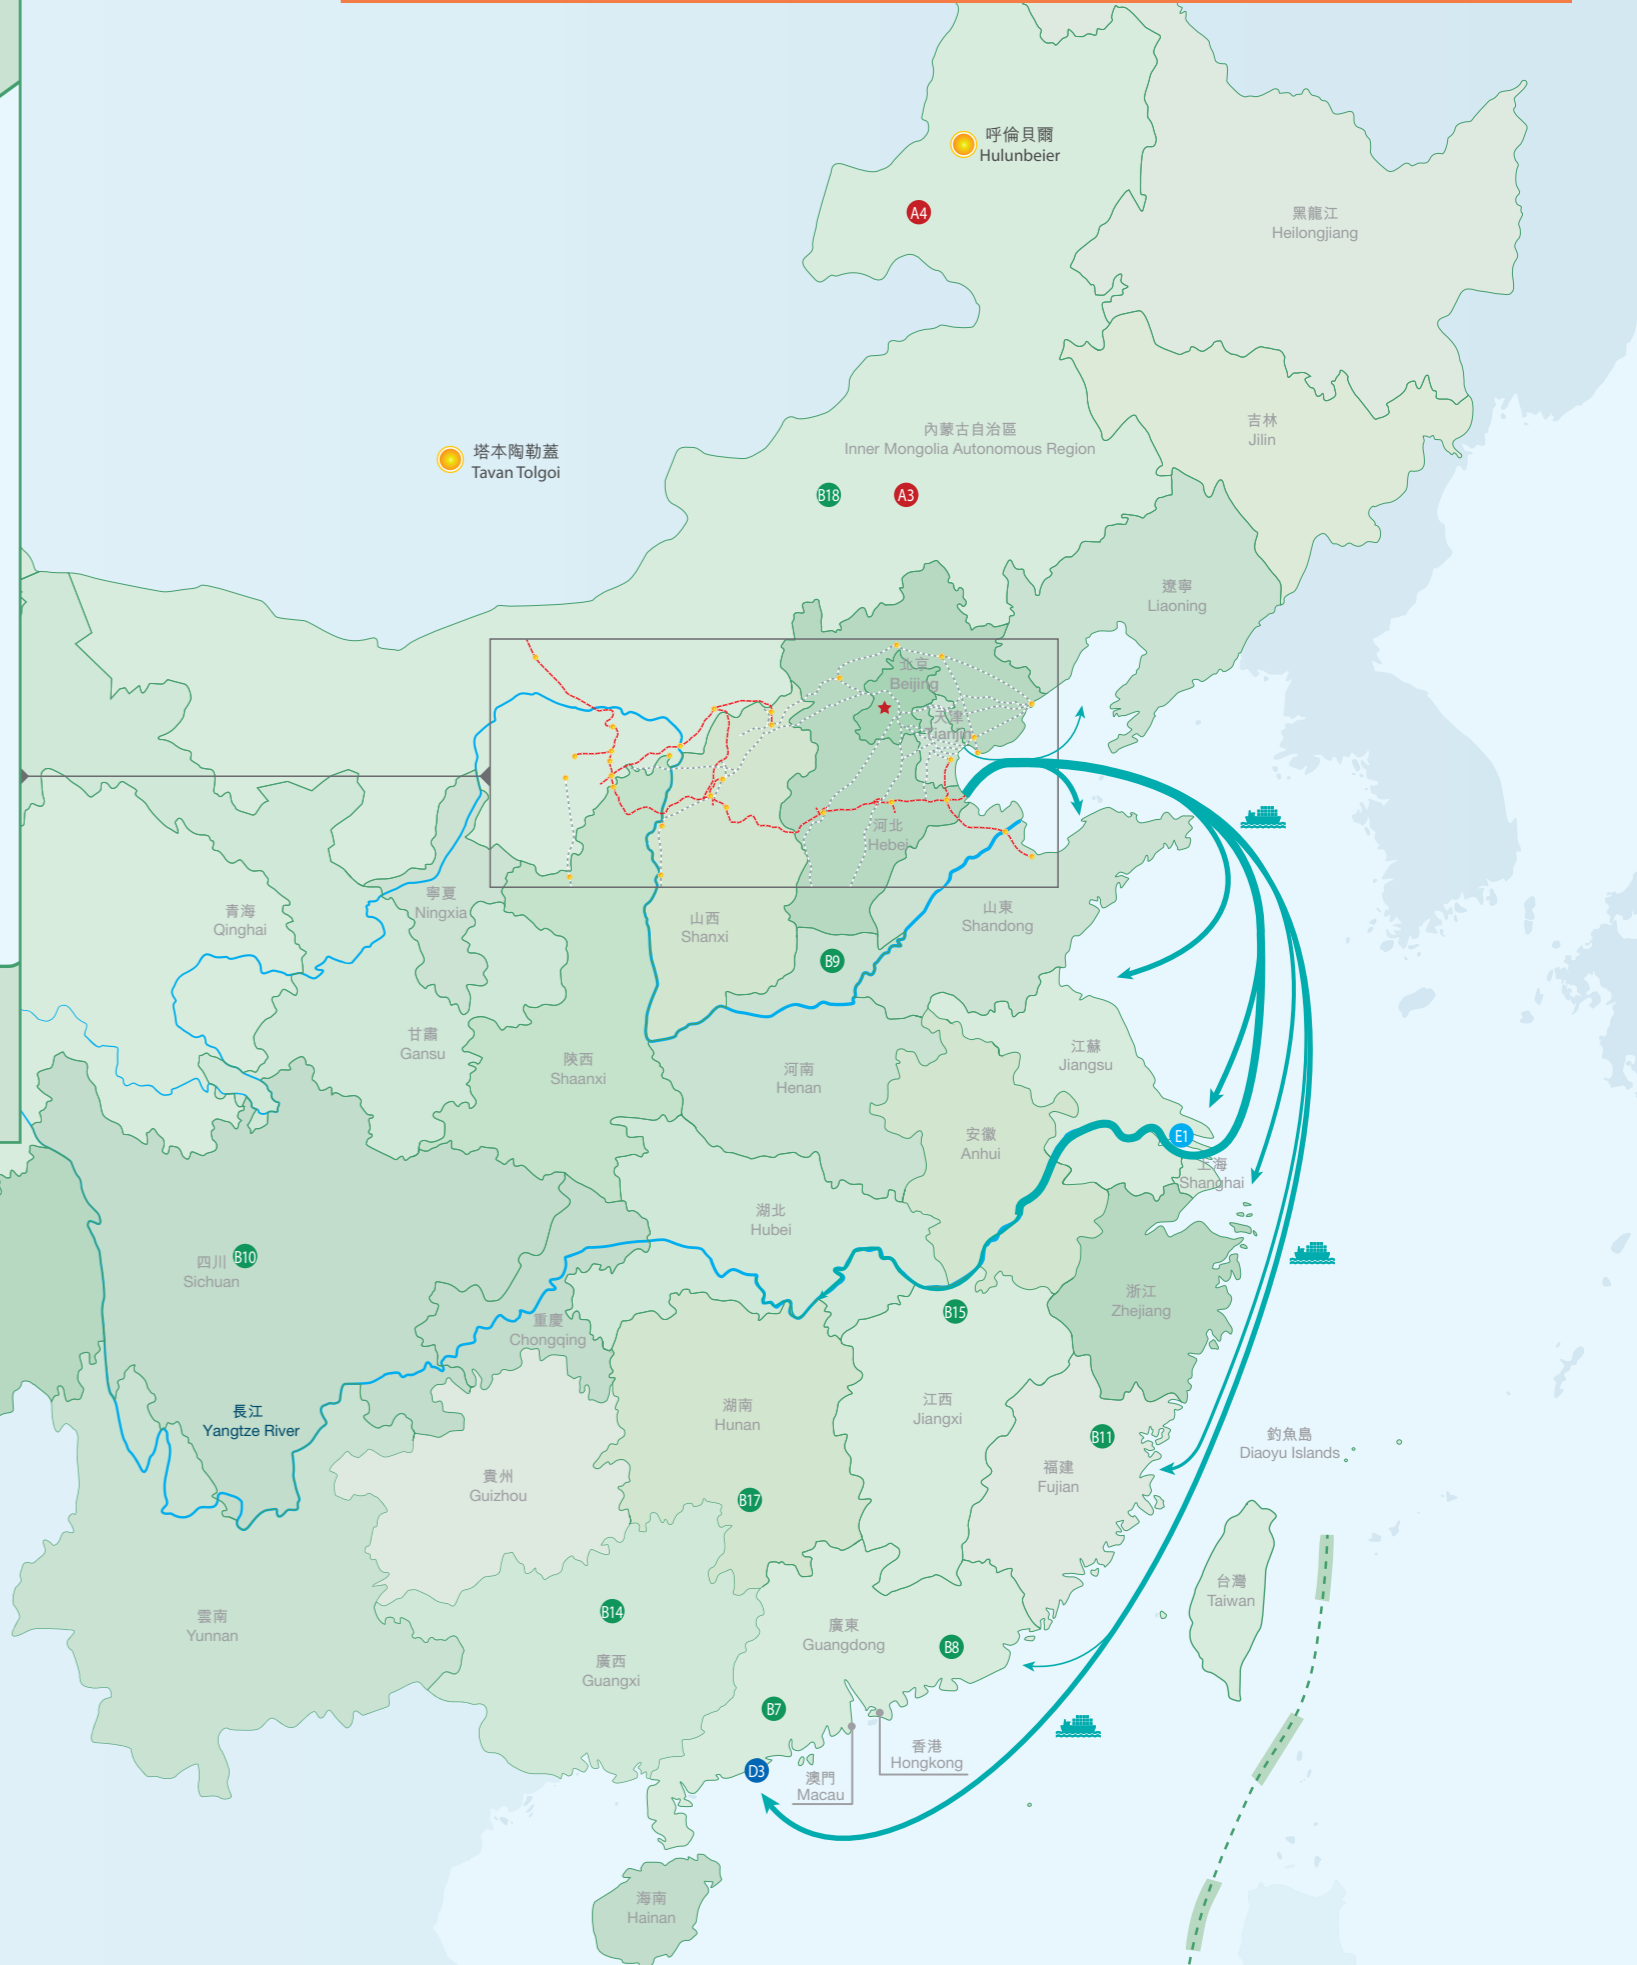 呼倫貝爾
Hulunbeier
A4
黑龍江
Heilongjiang
吉林
Jilin
內蒙古自治區
Inner Mongolia Autonomous Region
塔本陶勒蓋
Tavan Tolgoi
B18
A3
遼寧
Liaoning
北京
Beijing
天津
Tianjin
河北
Hebei
寧夏
Ningxia
青海
Qinghai
山西
Shanxi
山東
Shandong
B9
甘肅
Gansu
陝西
Shaanxi
河南
Henan
江蘇
Jiangsu
安徽
Anhui
E1
上海
Shanghai
湖北
Hubei
四川
B10
Sichuan
浙江
Zhejiang
重慶
Chongqing
B15
長江
Yangtze River
湖南
Hunan
江西
Jiangxi
B11
釣魚島
Diaoyu Islands
福建
Fujian
貴州
Guizhou
B17
台灣
Taiwan
雲南
Yunnan
B14
廣東
Guangdong
B8
廣西
Guangxi
B7
香港
Hongkong
D3
澳門
Macau
海南
Hainan